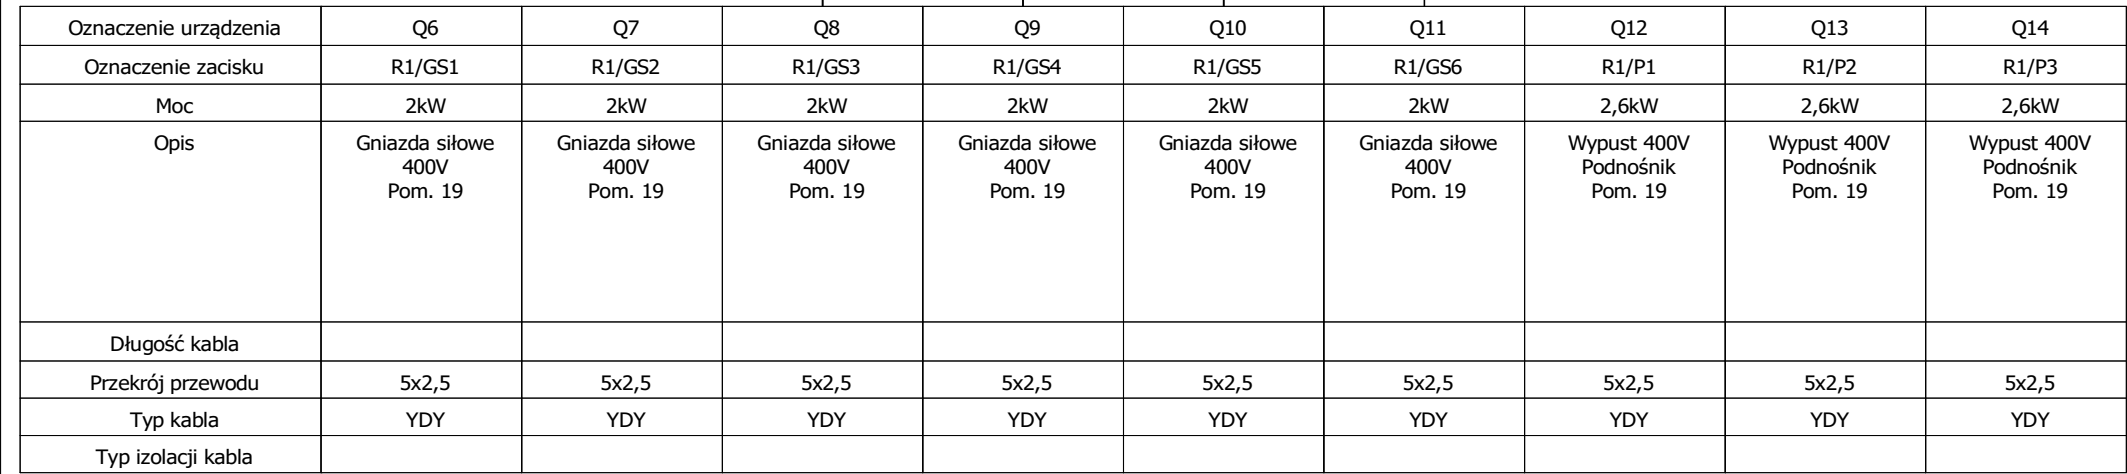 Oznaczenie urządzenia Q6 Q7 Q8 Q9 Q10 Q11 Q12 Q13 Q14
Oznaczenie zacisku R1/GS1 R1/GS2 R1/GS3 R1/GS4 R1/GS5 R1/GS6 R1/P1 R1/P2 R1/P3
Moc 2kW 2kW 2kW 2kW 2kW 2kW 2,6kW 2,6kW 2,6kW
Opis Gniazda siłowe Gniazda siłowe Gniazda siłowe Gniazda siłowe Gniazda siłowe Gniazda siłowe Wypust 400V Wypust 400V Wypust 400V
400V 400V 400V 400V 400V 400V Podnośnik Podnośnik Podnośnik
Pom. 19 Pom. 19 Pom. 19 Pom. 19 Pom. 19 Pom. 19 Pom. 19 Pom. 19 Pom. 19
Długość kabla
Przekrój przewodu 5x2,5 5x2,5 5x2,5 5x2,5 5x2,5 5x2,5 5x2,5 5x2,5 5x2,5
Typ kabla YDY YDY YDY YDY YDY YDY YDY YDY YDY
Typ izolacji kabla